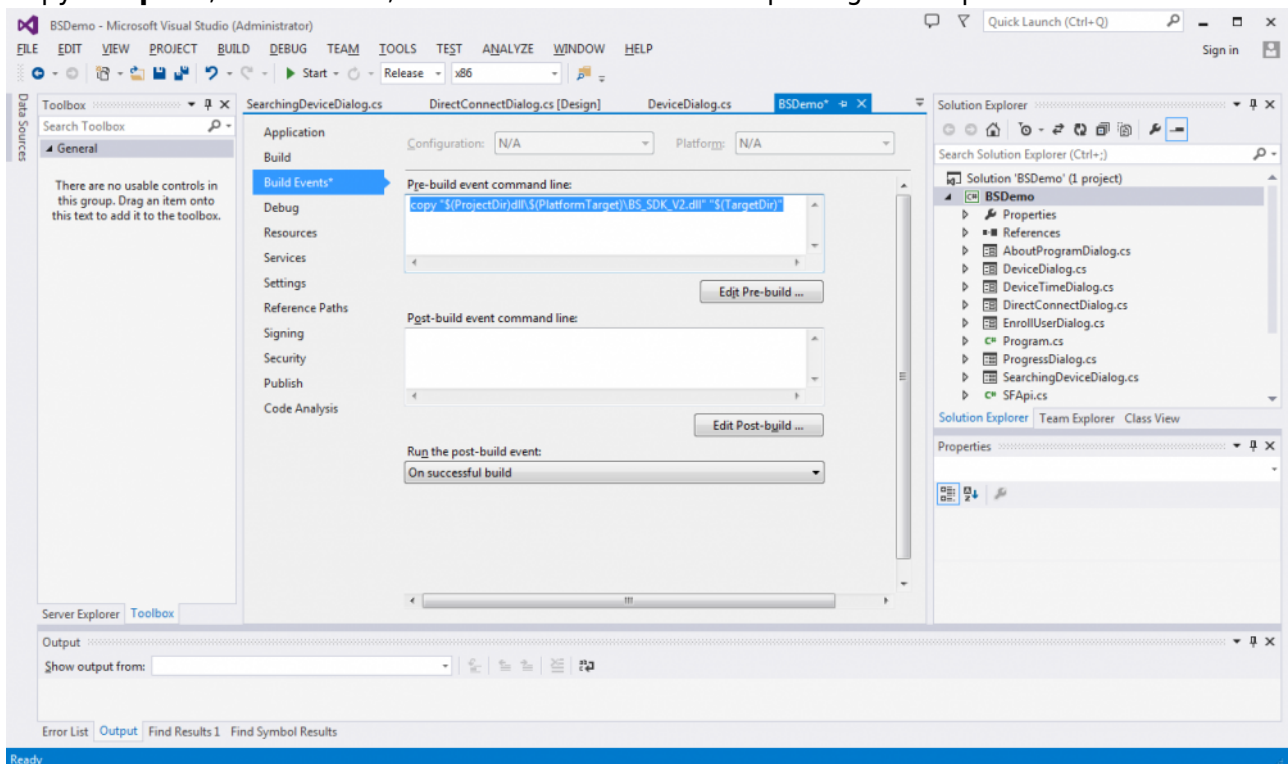 BSDemo - Microsoft Visual Studio (Administrator)
Quick Launch (Ctrl+Q)
FILE EDIT VIEW PROJECT BUILD DEBUG TEAM TOOLS TEST ANALYZE WINDOW HELP
Sign in
Start
Release
x86
Data Sources
Toolbox
Search Toolbox
General
There are no usable controls in
this group. Drag an item onto
this text to add it to the toolbox.
Server Explorer Toolbox
SearchingDeviceDialog.cs DirectConnectDialog.cs [Design] DeviceDialog.cs BSDemo*
Application
Build
Build Events*
Debug
Resources
Services
Settings
Reference Paths
Signing
Security
Publish
Code Analysis
Configuration: N/A Platform: N/A
Pre-build event command line:
copy "$(ProjectDir)dll\$(PlatformTarget)\BS_SDK_V2.dll" "$(TargetDir)"
Edit Pre-build ...
Post-build event command line:
Edit Post-build ...
Run the post-build event:
On successful build
Solution Explorer
Search Solution Explorer (Ctrl+;)
Solution 'BSDemo' (1 project)
BSDemo
Properties
References
AboutProgramDialog.cs
DeviceDialog.cs
DeviceTimeDialog.cs
DirectConnectDialog.cs
EnrollUserDialog.cs
Program.cs
ProgressDialog.cs
SearchingDeviceDialog.cs
SFApi.cs
Solution Explorer Team Explorer Class View
Properties
Output
Show output from:
Error List Output Find Results 1 Find Symbol Results
Ready